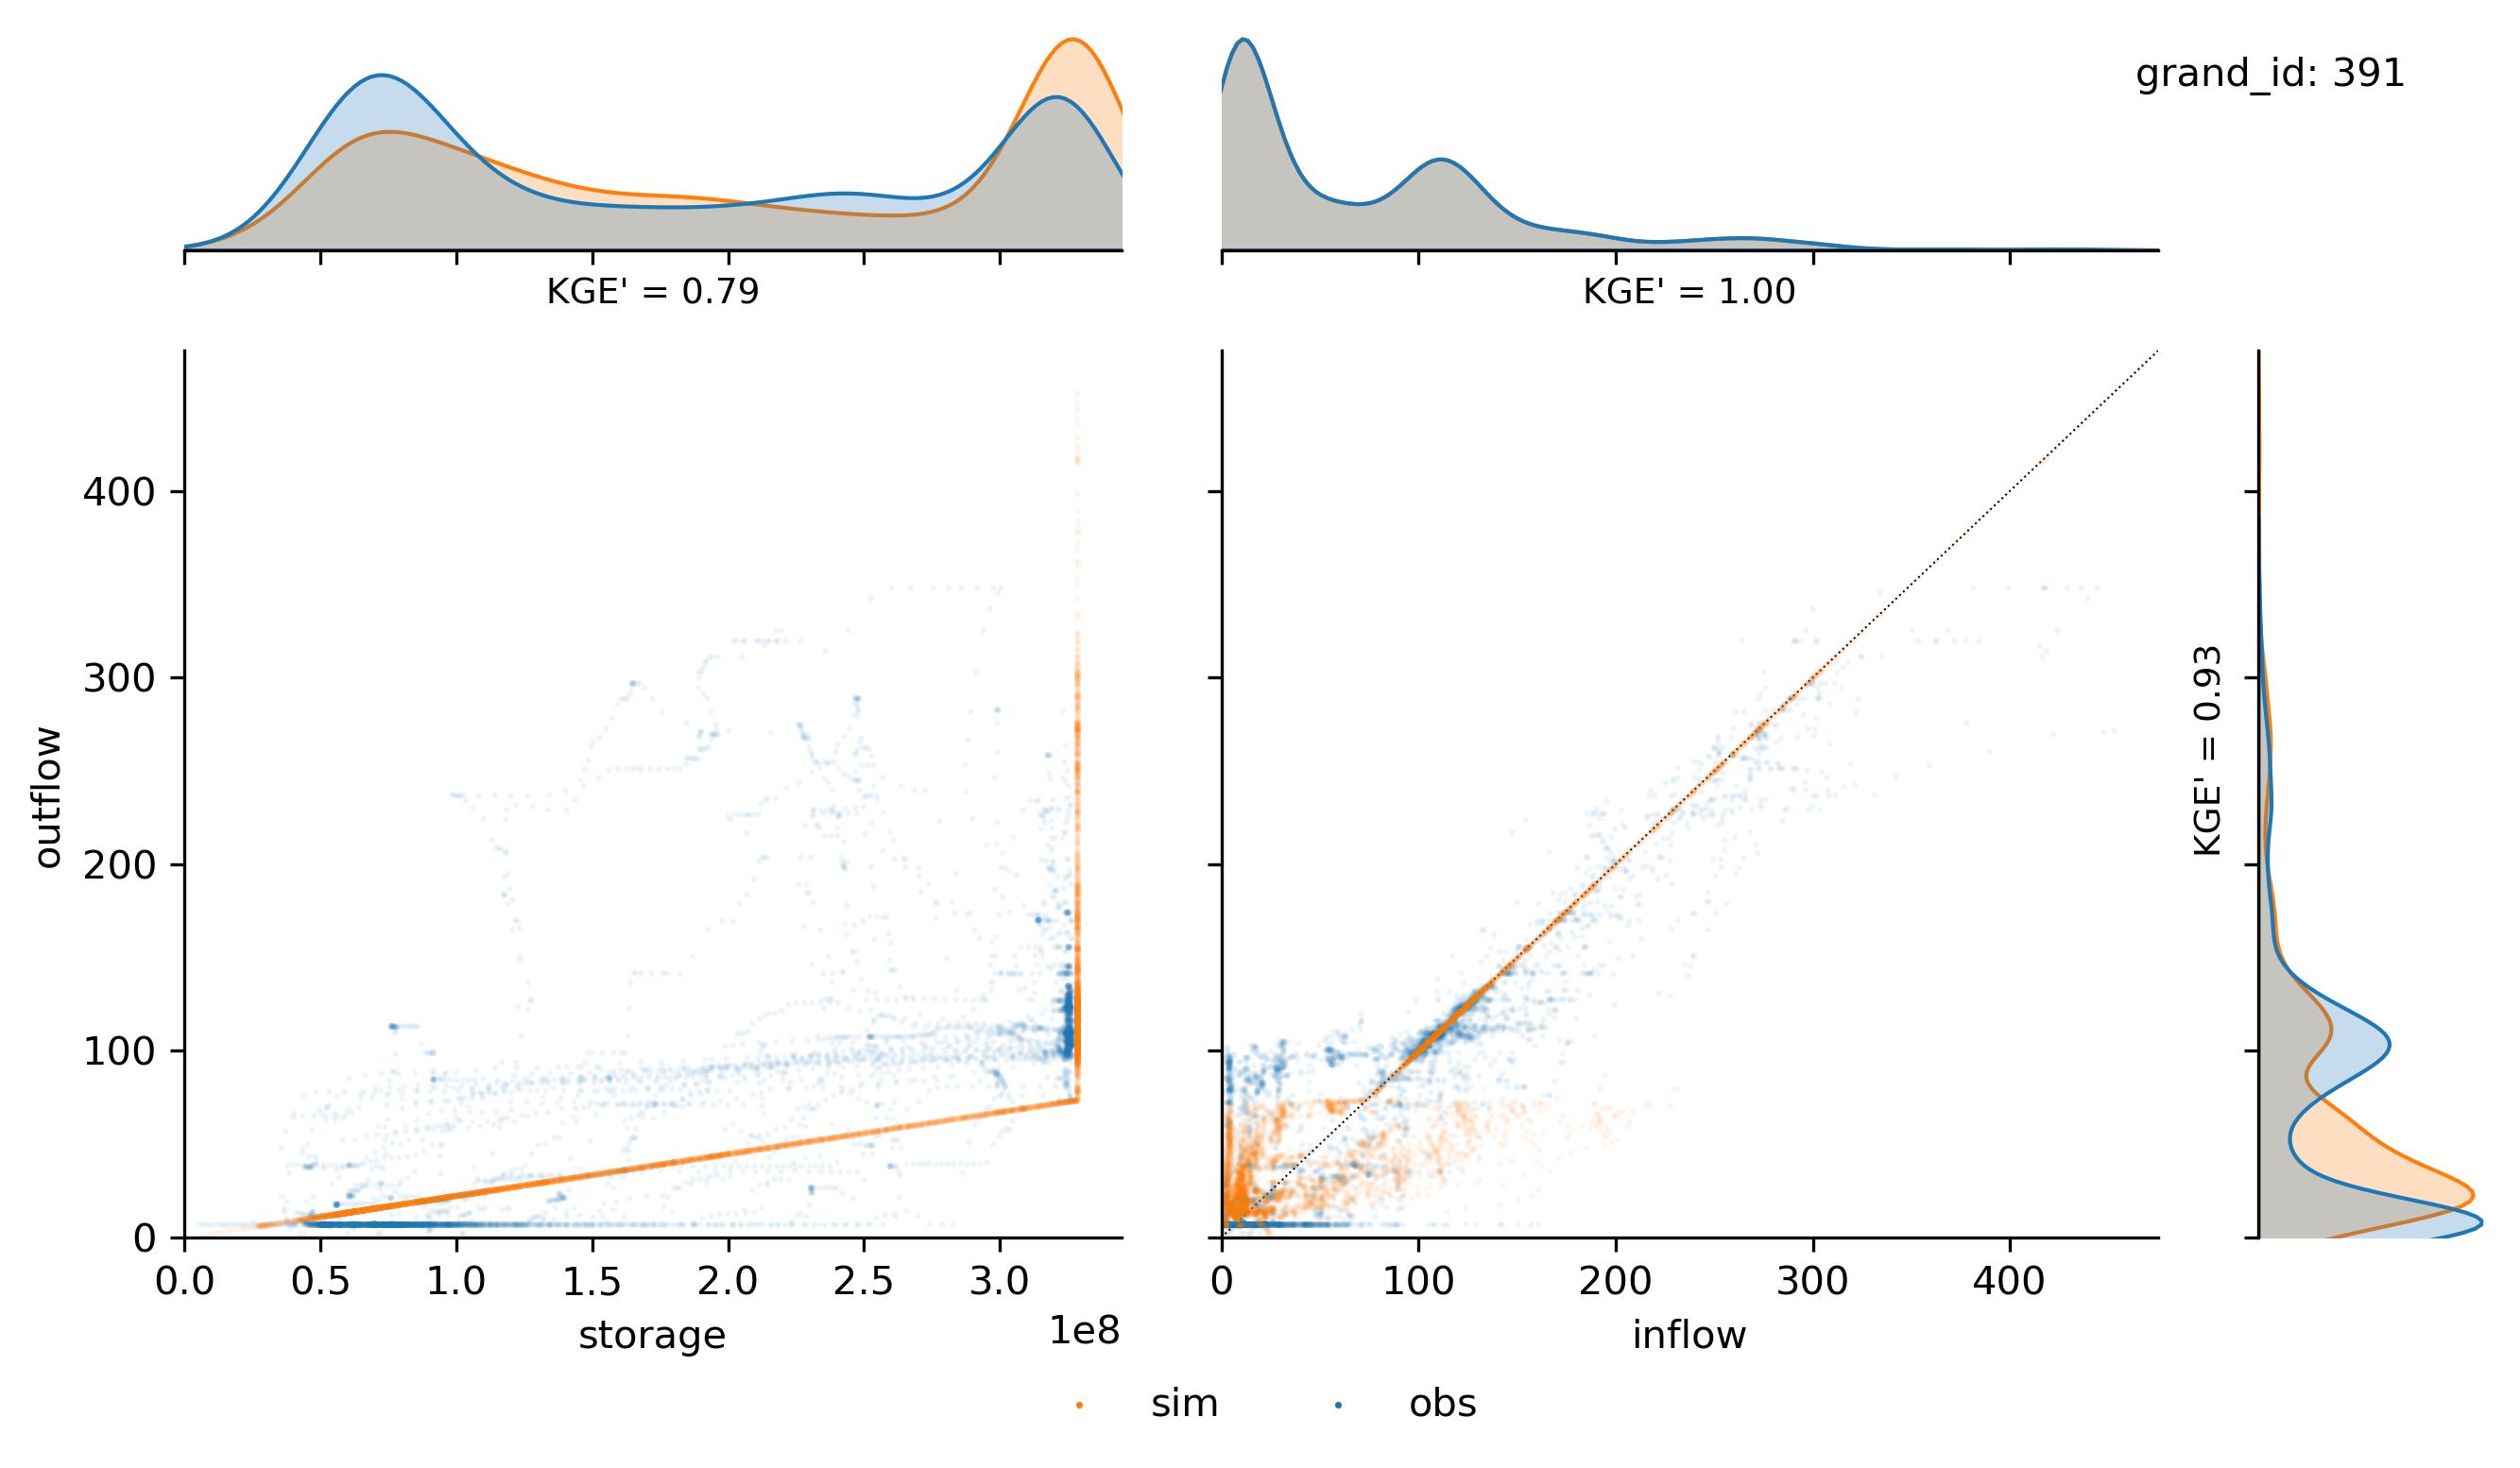 grand_id: 391
KGE' = 0.79
KGE' = 1.00
outflow
400
300
200
100
0
0.0 0.5 1.0 1.5 2.0 2.5 3.0
1e8
storage
0 100 200 300 400
inflow
KGE' = 0.93
sim obs